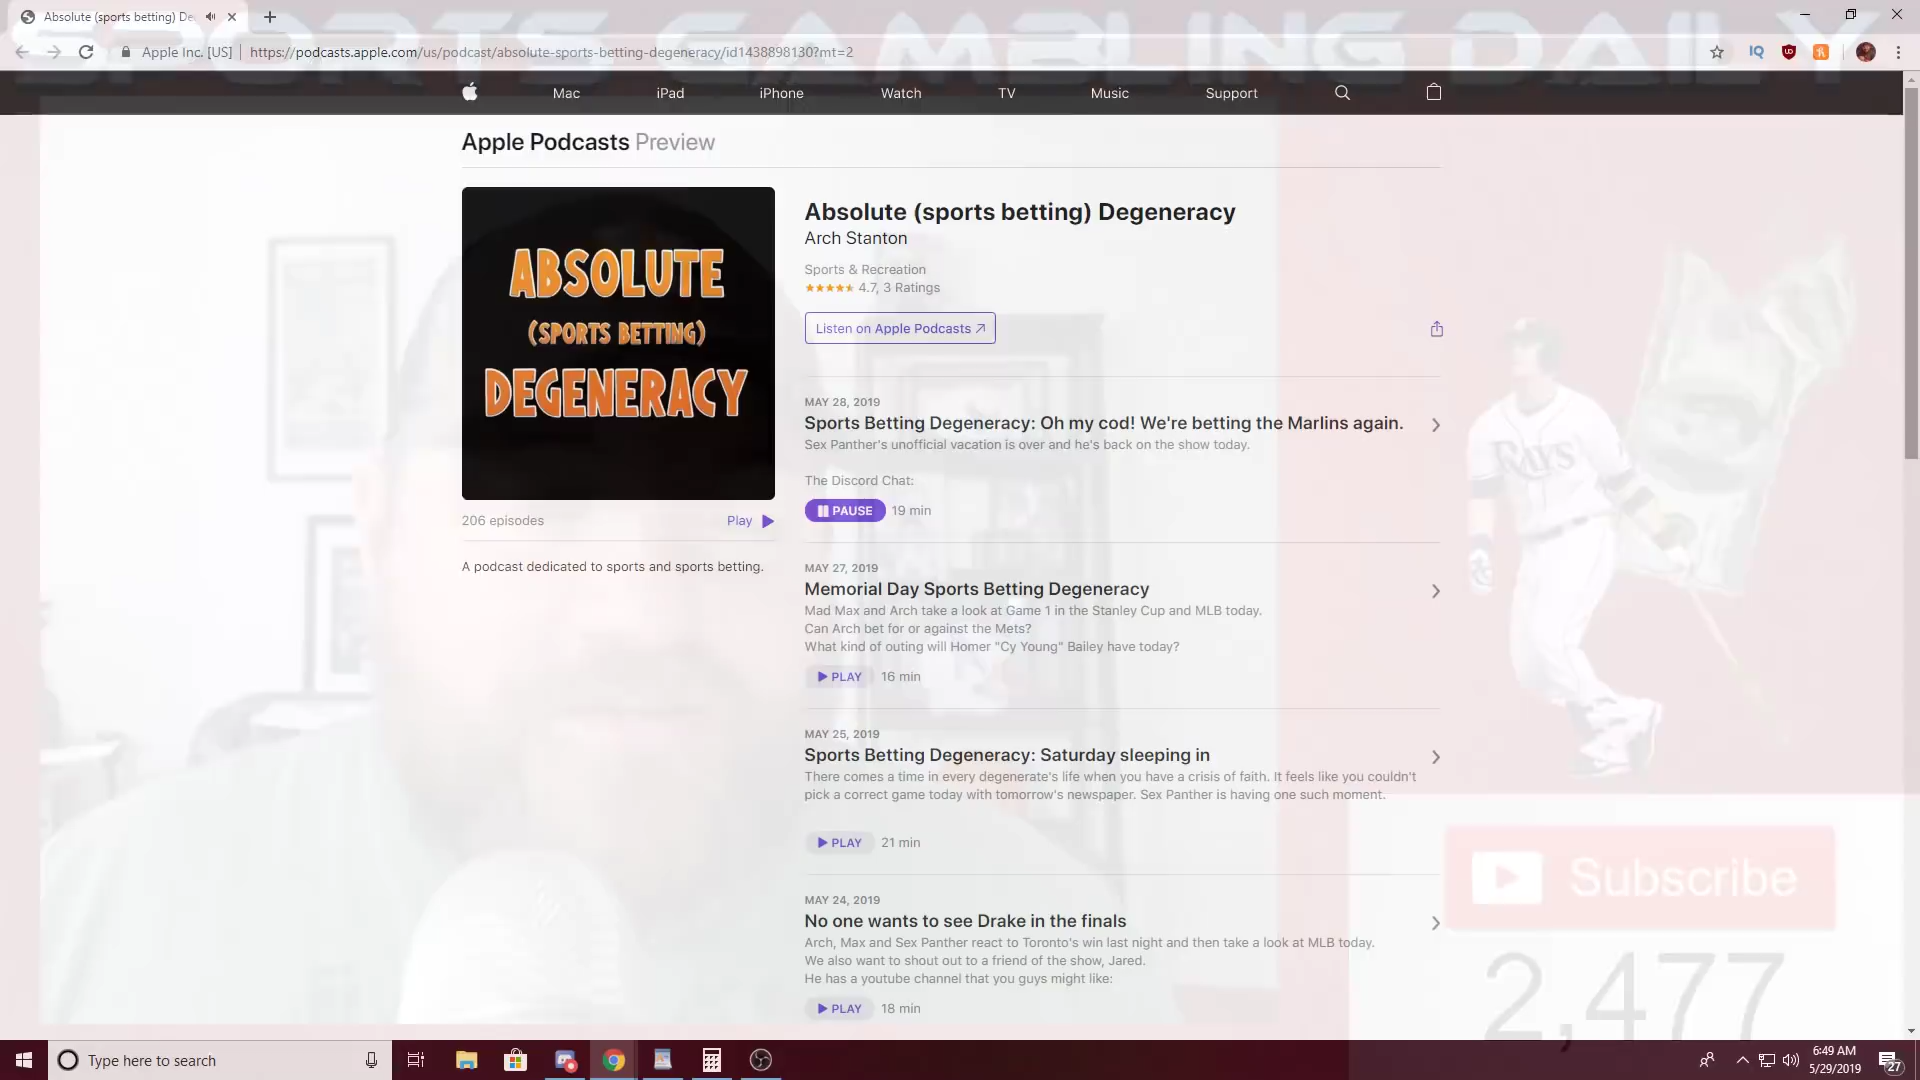 SPORTS GAMBLING DAILY
Absolute (sports betting) De
Apple Inc. [US]
https://podcasts.apple.com/us/podcast/absolute-sports-betting-degeneracy/id1438898130?mt=2
IQ
Mac
iPad
iPhone
Watch
TV
Music
Support
Apple Podcasts Preview
ABSOLUTE
(SPORTS BETTING)
DEGENERACY
206 episodes
Play
A podcast dedicated to sports and sports betting.
Absolute (sports betting) Degeneracy
Arch Stanton
Sports & Recreation
4.7, 3 Ratings
Listen on Apple Podcasts
MAY 28, 2019
Sports Betting Degeneracy: Oh my cod! We're betting the Marlins again.
Sex Panther's unofficial vacation is over and he's back on the show today.
The Discord Chat:
PAUSE 19 min
MAY 27, 2019
Memorial Day Sports Betting Degeneracy
Mad Max and Arch take a look at Game 1 in the Stanley Cup and MLB today.
Can Arch bet for or against the Mets?
What kind of outing will Homer "Cy Young" Bailey have today?
PLAY 16 min
MAY 25, 2019
Sports Betting Degeneracy: Saturday sleeping in
There comes a time in every degenerate's life when you have a crisis of faith. It feels like you couldn't
pick a correct game today with tomorrow's newspaper. Sex Panther is having one such moment.
PLAY 21 min
MAY 24, 2019
No one wants to see Drake in the finals
Arch, Max and Sex Panther react to Toronto's win last night and then take a look at MLB today.
We also want to shout out to a friend of the show, Jared.
He has a youtube channel that you guys might like:
PLAY 18 min
RAYS
Subscribe
2,477
Type here to search
6:49 AM
5/29/2019
27